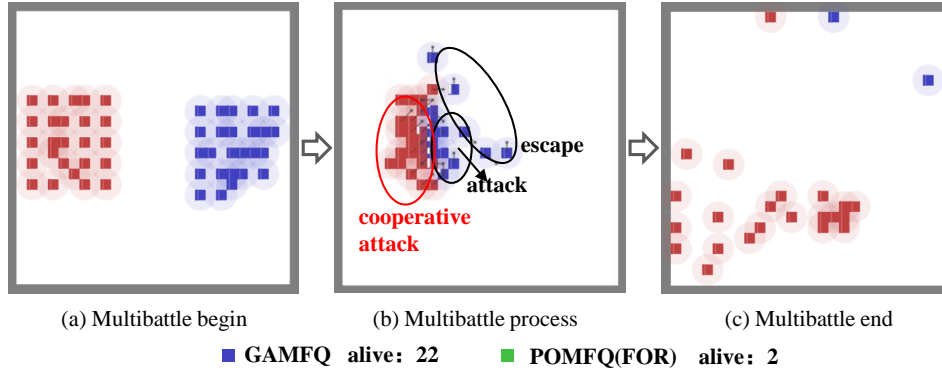 escape
attack
cooperative
attack
(a) Multibattle begin
(b) Multibattle process
(c) Multibattle end
GAMFQ alive：22
POMFQ(FOR) alive：2